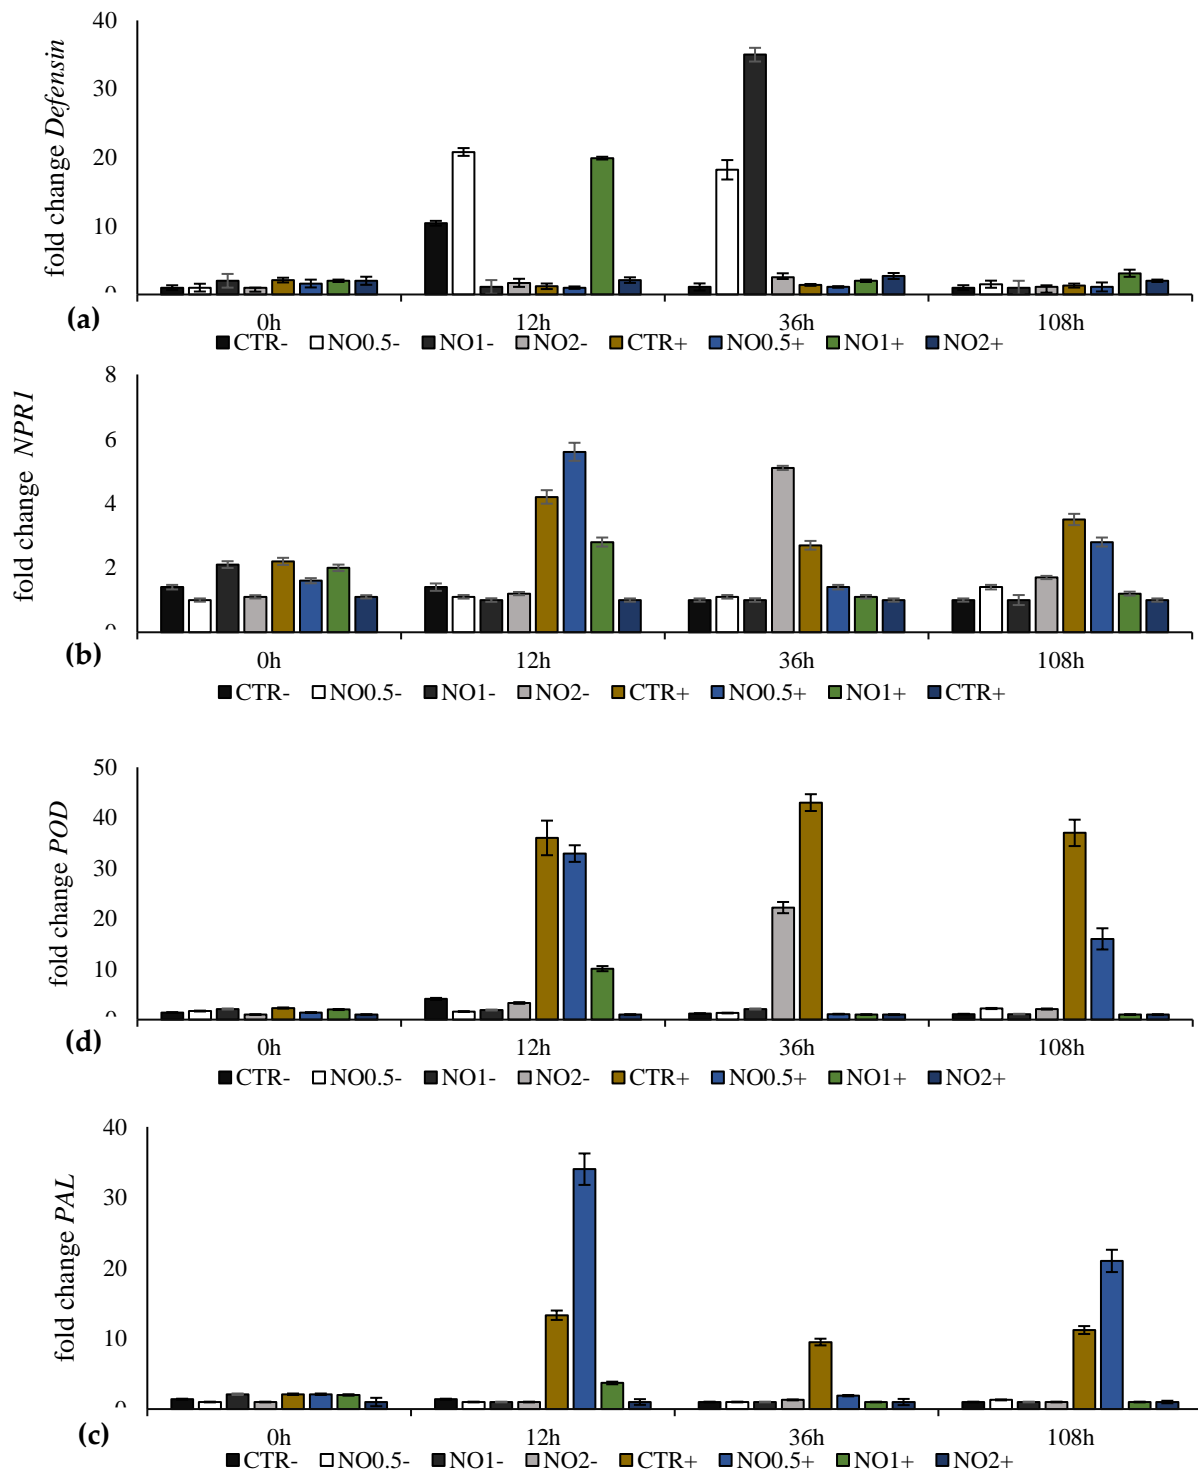 40
30
20
10
0
fold change Defensin
(a)
0h 12h 36h 108h
CTR- NO0.5- NO1- NO2- CTR+ NO0.5+ NO1+ NO2+
8
6
4
2
0
fold change NPR1
(b)
0h 12h 36h 108h
CTR- NO0.5- NO1- NO2- CTR+ NO0.5+ NO1+ CTR+
50
40
30
20
10
0
fold change POD
(d)
0h 12h 36h 108h
CTR- NO0.5- NO1- NO2- CTR+ NO0.5+ NO1+ NO2+
40
30
20
10
0
fold change PAL
(c)
0h 12h 36h 108h
CTR- NO0.5- NO1- NO2- CTR+ NO0.5+ NO1+ NO2+